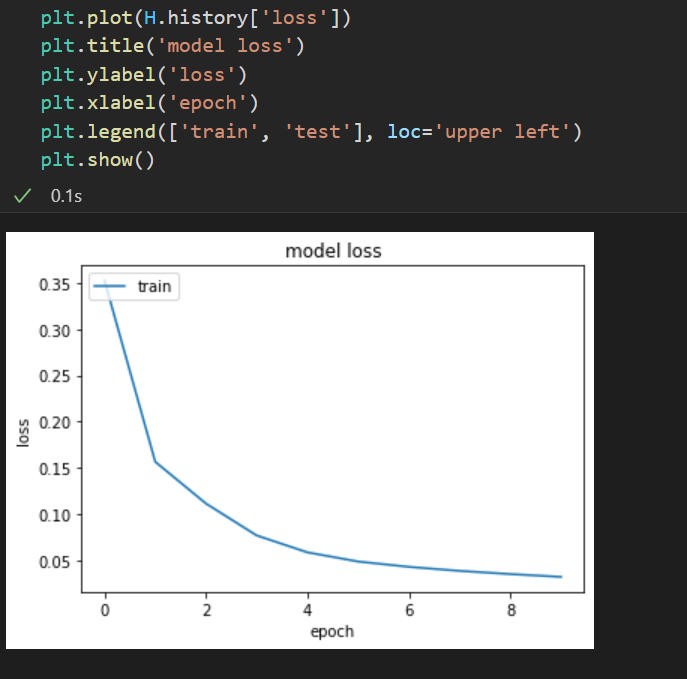 plt.plot(H.history['loss'])
plt.title('model loss')
plt.ylabel('loss')
plt.xlabel('epoch')
plt.legend(['train', 'test'], loc='upper left')
plt.show()
0.1s
model loss
train
0.35
0.30
0.25
0.20
0.15
0.10
0.05
loss
0 2 4 6 8
epoch